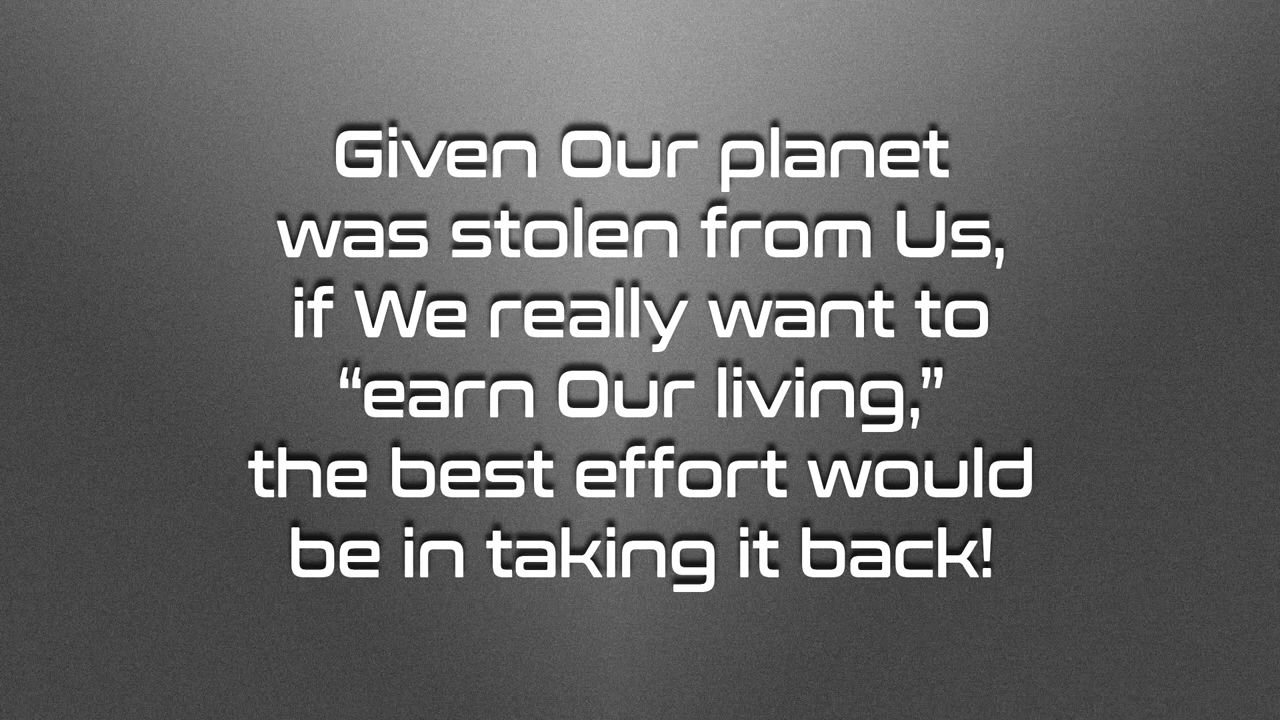 Given Our planet
was stolen from Us,
if We really want to
“earn Our living,”
the best effort would
be in taking it back!